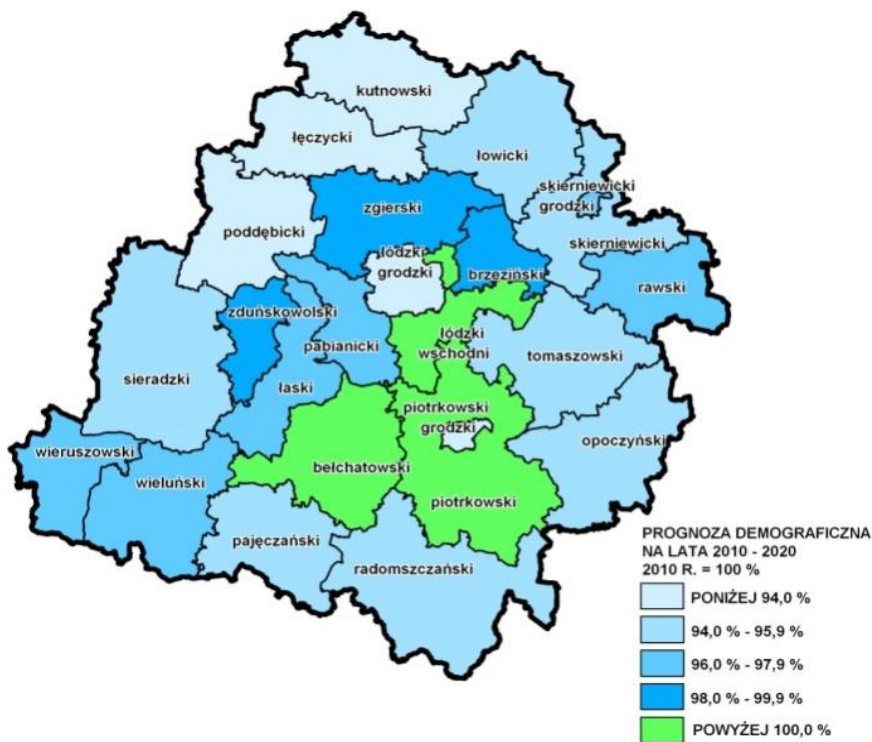 kutnowski
łęczycki
łowicki
skierniewicki
grodzki
zgierski
poddębicki
łódzki
grodzki
skierniewicki
brzeziński
rawski
zduńskowolski
łódzki
wschodni
pabianicki
tomaszowski
sieradzki
łaski
piotrkowski
grodzki
opoczyński
wieruszowski
wieluński
bełchatowski
piotrkowski
pajęczański
radomszczański
PROGNOZA DEMOGRAFICZNA
NA LATA 2010 - 2020
2010 R. = 100 %
PONIŻEJ 94,0 %
94,0 % - 95,9 %
96,0 % - 97,9 %
98,0 % - 99,9 %
POWYŻEJ 100,0 %